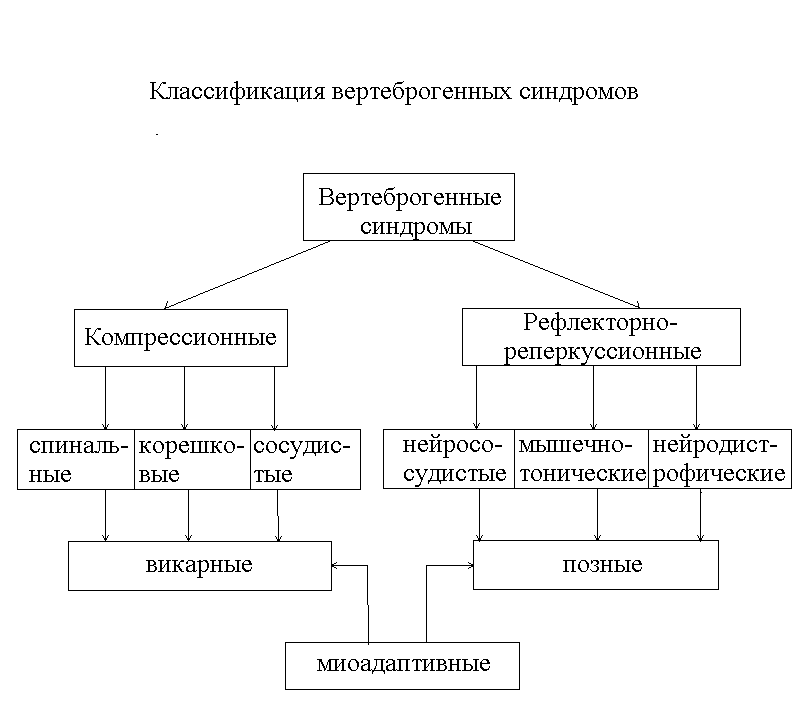 Классификация вертеброгенных синдромов
Вертеброгенные
синдромы
Компрессионные
Рефлекторно-
реперкуссионные
спиналь-
ные
корешко-
вые
сосудис-
тые
нейросо-
судистые
мышечно-
тонические
нейродист-
рофические
викарные
позные
миоадаптивные